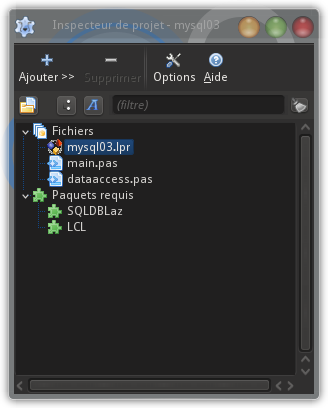 Inspecteur de projet - mysql03
Ajouter >> Supprimer Options Aide
A (filtre)
Fichiers
mysql03.lpr
main.pas
dataaccess.pas
Paquets requis
SQLDBLaz
LCL